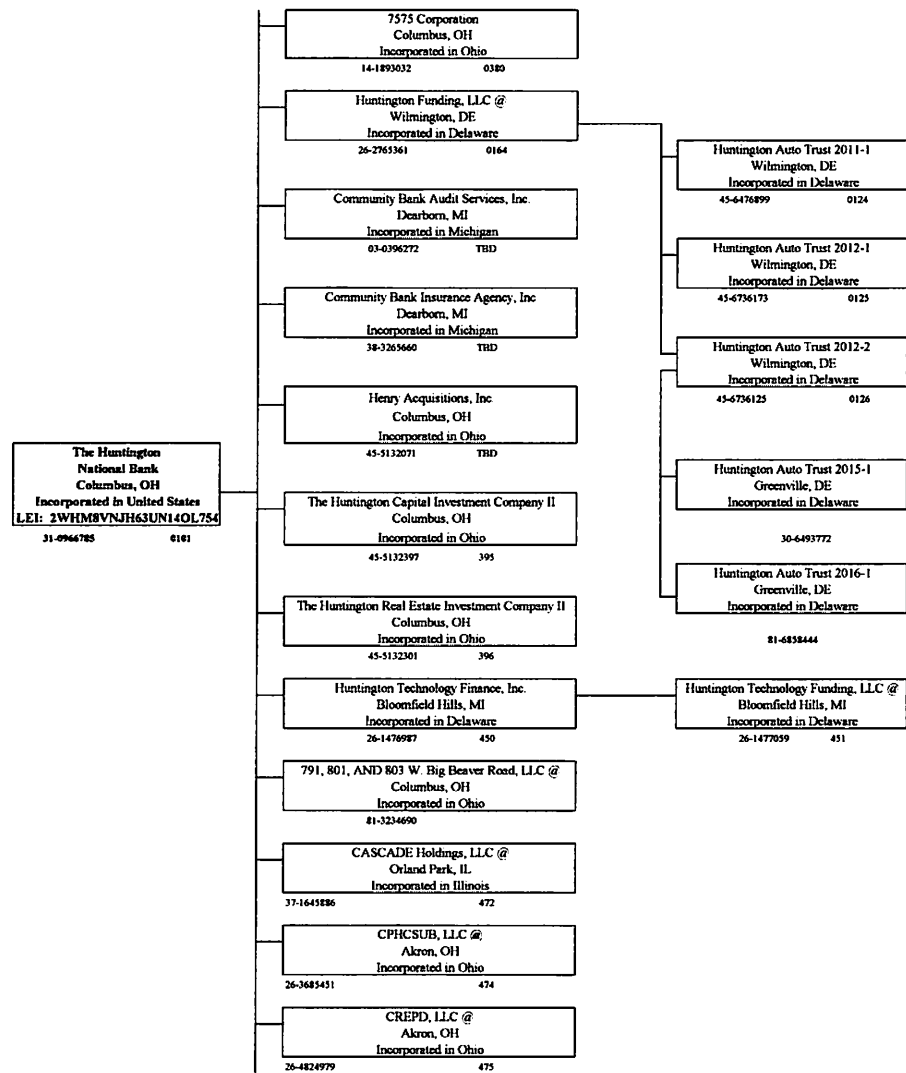 7575 Corporation
Columbus, OH
Incorporated in Ohio
14-1893032 0380
Huntington Funding, LLC @
Wilmington, DE
Incorporated in Delaware
26-2765361 0164
Huntington Auto Trust 2011-1
Wilmington, DE
Incorporated in Delaware
45-6476899 0124
Community Bank Audit Services, Inc.
Dearborn, MI
Incorporated in Michigan
03-0396272 TBD
Huntington Auto Trust 2012-1
Wilmington, DE
Incorporated in Delaware
45-6736173 0125
Community Bank Insurance Agency, Inc
Dearborn, MI
Incorporated in Michigan
38-3265660 TBD
Huntington Auto Trust 2012-2
Wilmington, DE
Incorporated in Delaware
45-6736125 0126
Henry Acquisitions, Inc
Columbus, OH
Incorporated in Ohio
45-5132071 TBD
The Huntington
National Bank
Columbus, OH
Incorporated in United States
LEI: 2WHM8VNJH63UN14OL754
31-0966785 0101
Huntington Auto Trust 2015-1
Greenville, DE
Incorporated in Delaware
30-6493772
The Huntington Capital Investment Company II
Columbus, OH
Incorporated in Ohio
45-5132397 395
Huntington Auto Trust 2016-1
Greenville, DE
Incorporated in Delaware
81-6858444
The Huntington Real Estate Investment Company II
Columbus, OH
Incorporated in Ohio
45-5132301 396
Huntington Technology Finance, Inc.
Bloomfield Hills, MI
Incorporated in Delaware
26-1476987 450
Huntington Technology Funding, LLC @
Bloomfield Hills, MI
Incorporated in Delaware
26-1477059 451
791, 801, AND 803 W. Big Beaver Road, LLC @
Columbus, OH
Incorporated in Ohio
81-3234690
CASCADE Holdings, LLC @
Orland Park, IL
Incorporated in Illinois
37-1645886 472
CPHCSUB, LLC @
Akron, OH
Incorporated in Ohio
26-3685451 474
CREPD, LLC @
Akron, OH
Incorporated in Ohio
26-4824979 475